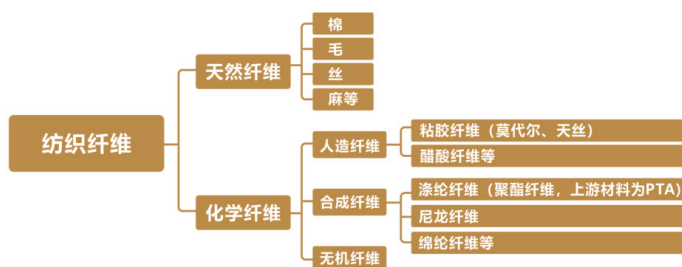 纺织纤维
天然纤维
棉
毛
丝
麻等
化学纤维
人造纤维
粘胶纤维（莫代尔、天丝）
醋酸纤维等
合成纤维
涤纶纤维（聚酯纤维，上游材料为PTA)
尼龙纤维
绵纶纤维等
无机纤维